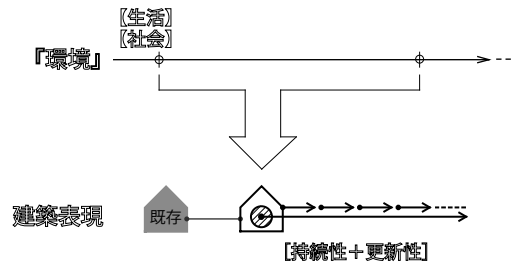 【生活】
【社会】
『環境』
建築表現
既存
[持続性＋更新性]